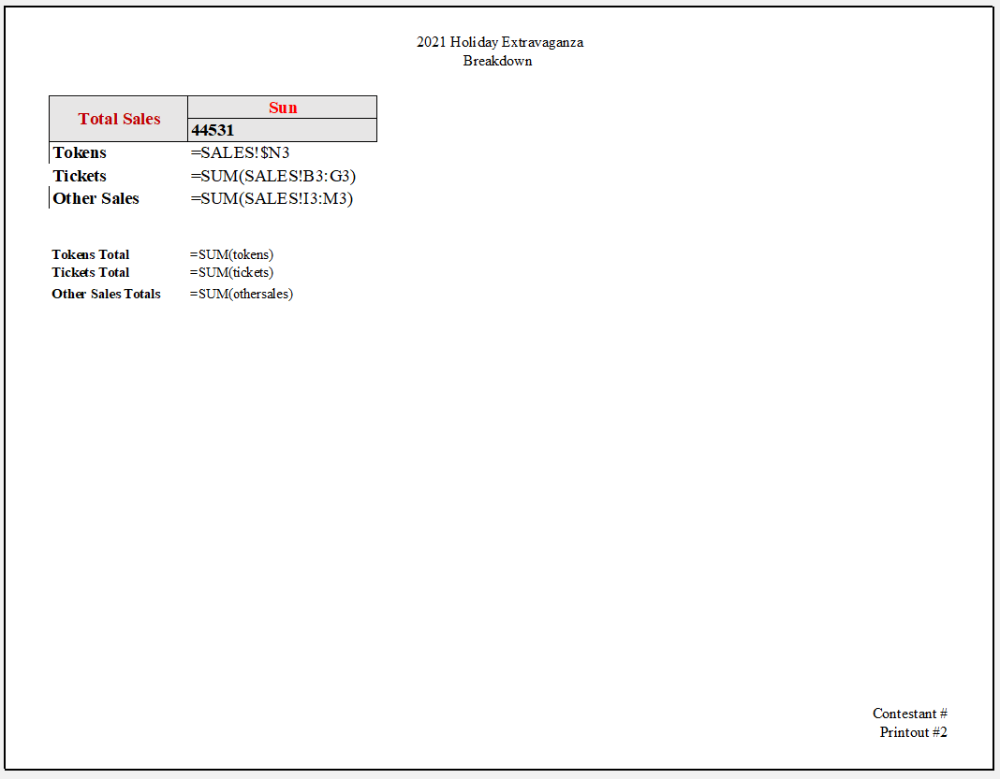 2021 Holiday Extravaganza
Breakdown
Total Sales
Sun
44531
Tokens =SALES!$N3
Tickets =SUM(SALES!B3:G3)
Other Sales =SUM(SALES!I3:M3)
Tokens Total =SUM(tokens)
Tickets Total =SUM(tickets)
Other Sales Totals =SUM(othersales)
Contestant #
Printout #2